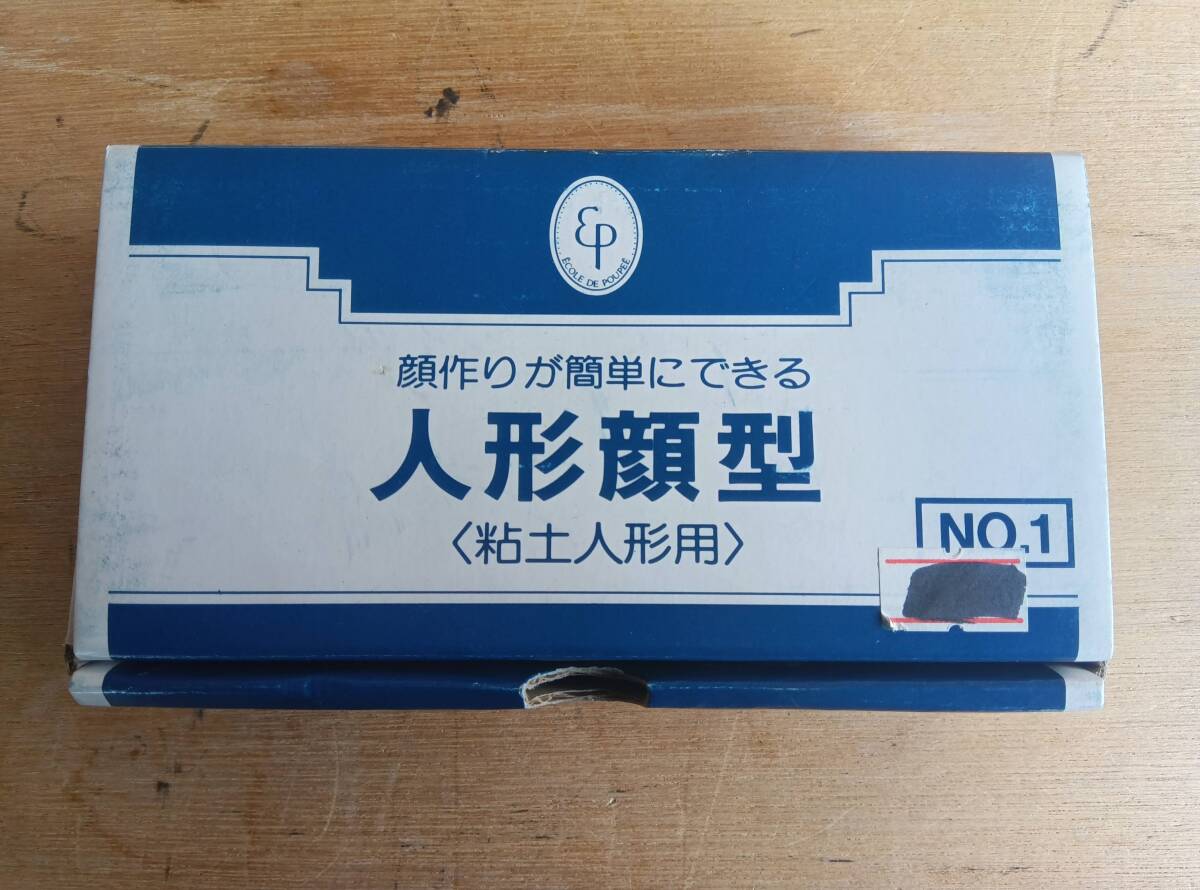 EP
ÉCOLE DE POUPÉE
顔作りが簡単にできる
人形顔型
〈粘土人形用〉
NO.1